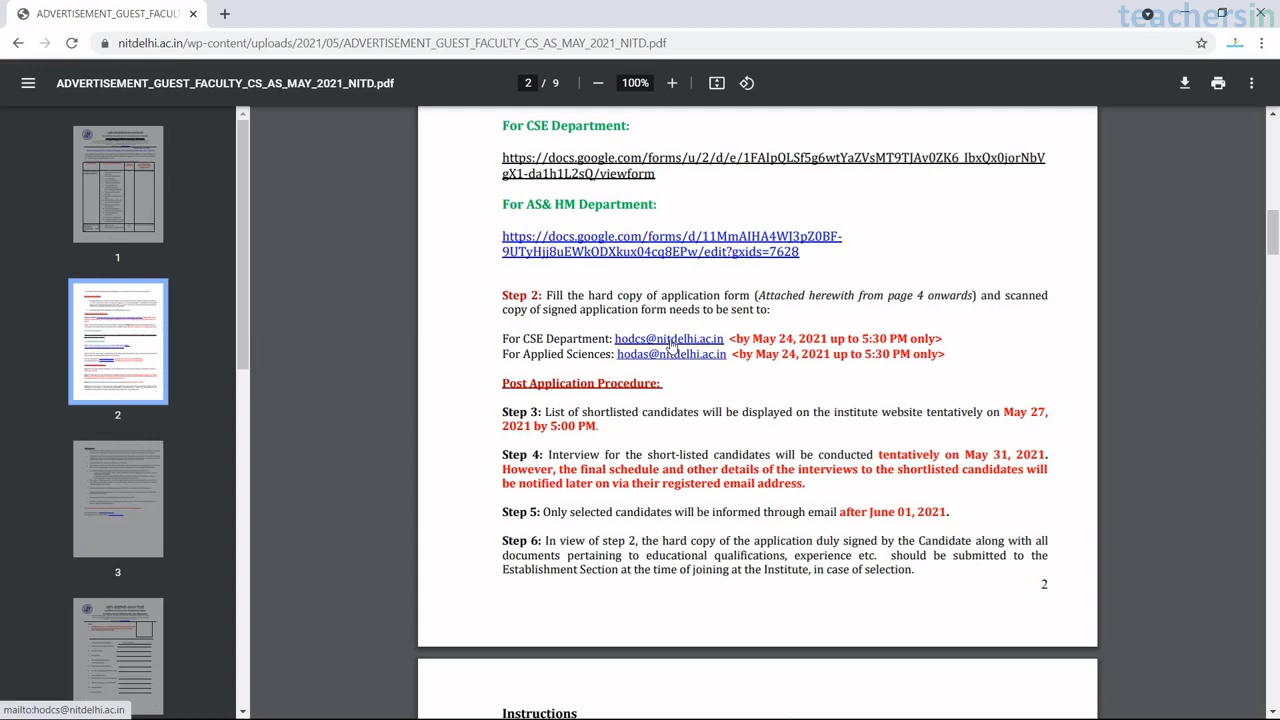 ADVERTISEMENT_GUEST_FACUL
teachersin
nitdelhi.ac.in/wp-content/uploads/2021/05/ADVERTISEMENT_GUEST_FACULTY_CS_AS_MAY_2021_NITD.pdf
ADVERTISEMENT_GUEST_FACULTY_CS_AS_MAY_2021_NITD.pdf
2 / 9
100%
1
2
3
For CSE Department:
https://docs.google.com/forms/u/2/d/e/1FAIpQLSf5g6wtYaZVsMT9TJAv0ZK6_IbxQx0jorNbV
gX1-da1h1L2sQ/viewform
For AS& HM Department:
https://docs.google.com/forms/d/11MmAIHA4WJ3pZ0BF-
9UTyHjj8uEWkODXkux04cq8EPw/edit?gxids=7628
Step 2: Fill the hard copy of application form (Attached herewith from page 4 onwards) and scanned
copy of signed application form needs to be sent to:
For CSE Department: hodcs@nitdelhi.ac.in <by May 24, 2021 up to 5:30 PM only>
For Applied Sciences: hodas@nitdelhi.ac.in <by May 24, 2021 up to 5:30 PM only>
Post Application Procedure:
Step 3: List of shortlisted candidates will be displayed on the institute website tentatively on May 27,
2021 by 5:00 PM.
Step 4: Interview for the short-listed candidates will be conducted tentatively on May 31, 2021.
However, the final schedule and other details of the interviews to the shortlisted candidates will
be notified later on via their registered email address.
Step 5: Only selected candidates will be informed through email after June 01, 2021.
Step 6: In view of step 2, the hard copy of the application duly signed by the Candidate along with all
documents pertaining to educational qualifications, experience etc. should be submitted to the
Establishment Section at the time of joining at the Institute, in case of selection.
2
Instructions
mailto:hodcs@nitdelhi.ac.in